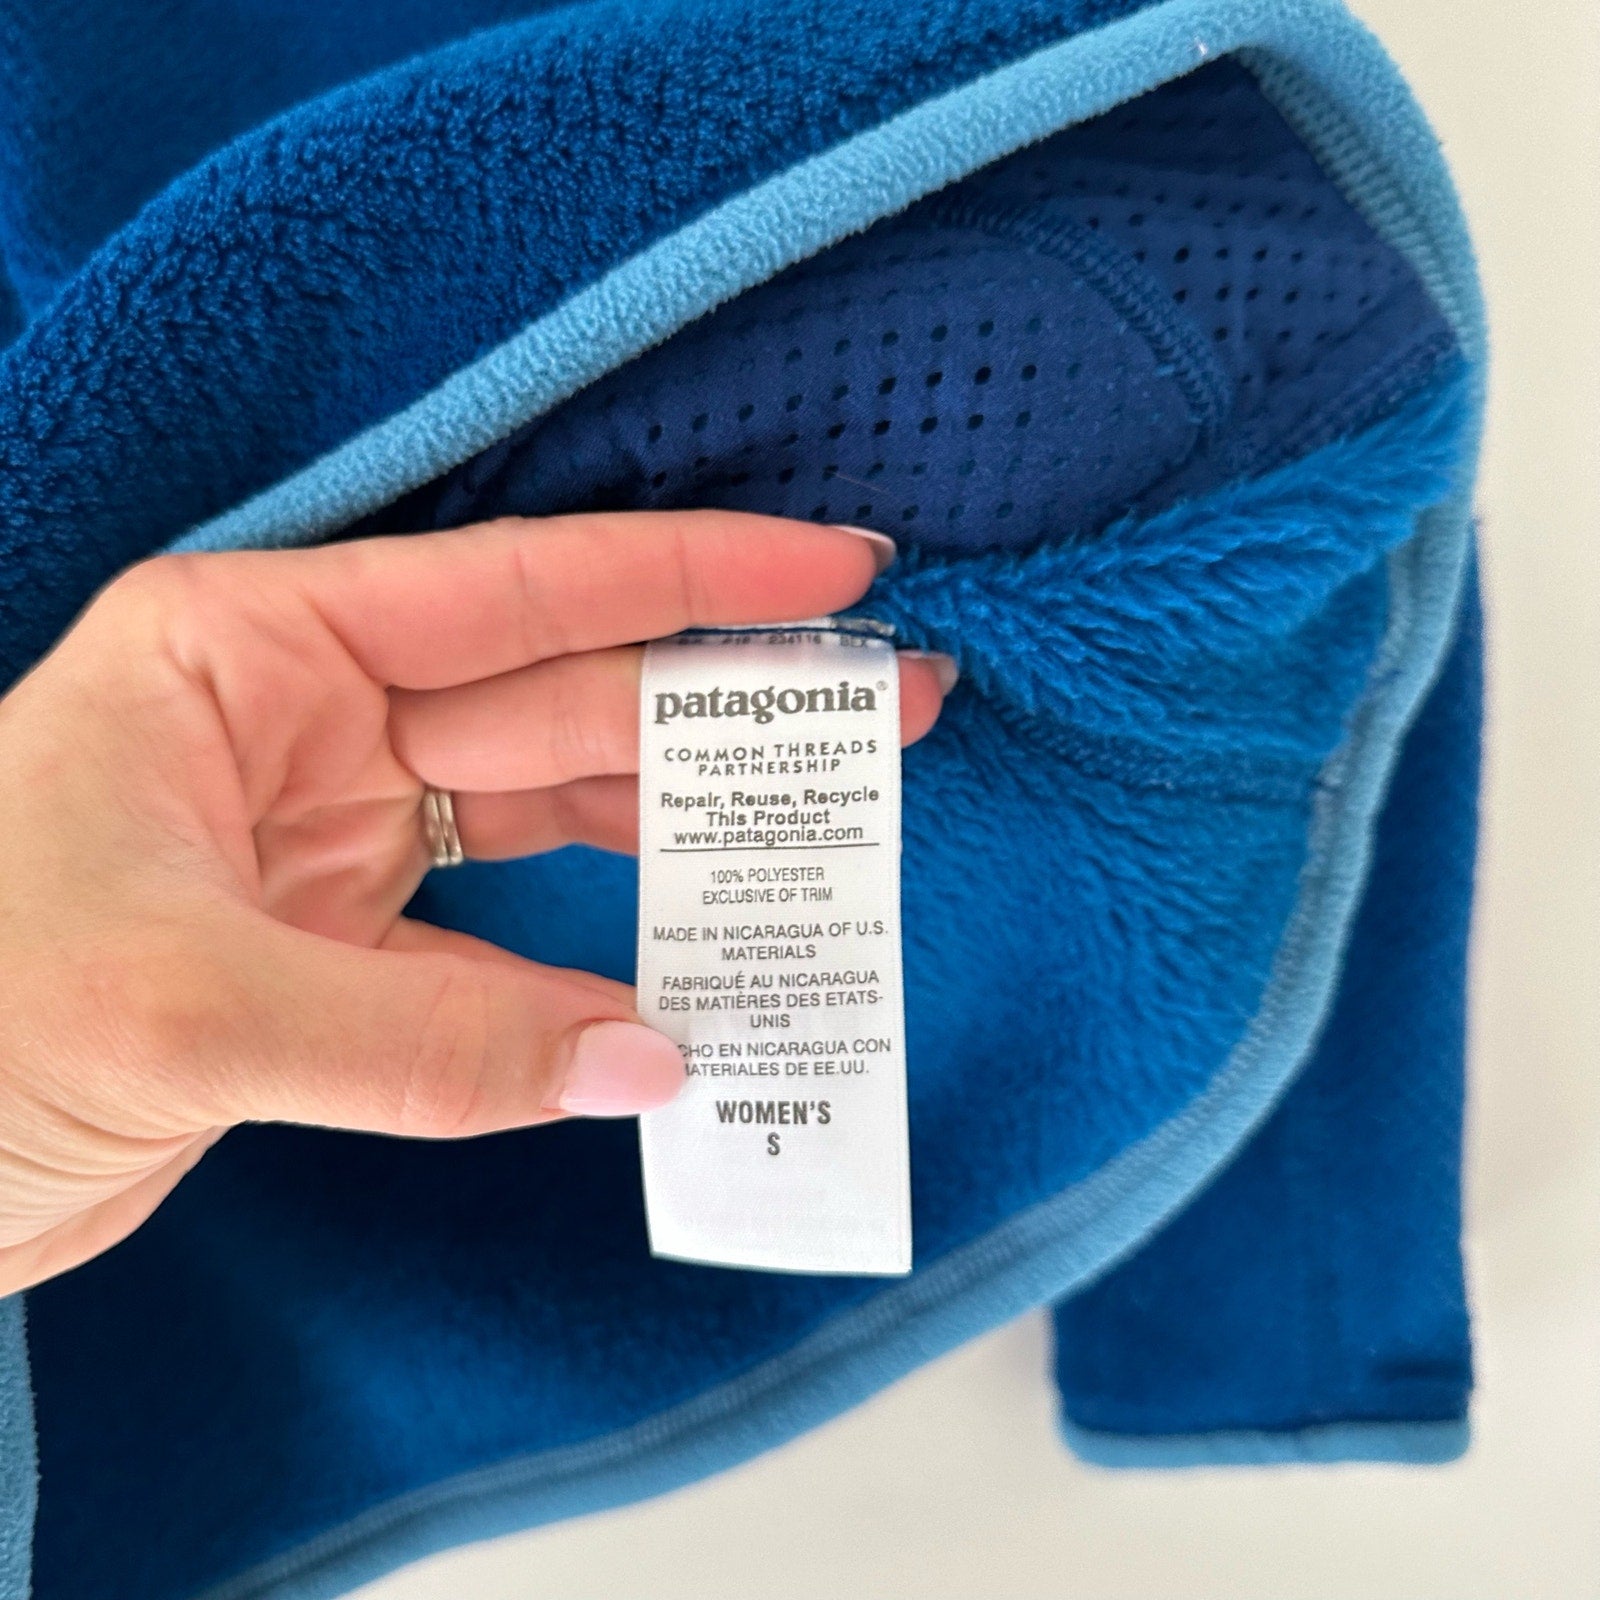 234116
patagonia®
COMMON THREADS
PARTNERSHIP
Repair, Reuse, Recycle
This Product
www.patagonia.com
100% POLYESTER
EXCLUSIVE OF TRIM
MADE IN NICARAGUA OF U.S.
MATERIALS
FABRIQUÉ AU NICARAGUA
DES MATIÈRES DES ETATS-
UNIS
CHO EN NICARAGUA CON
ATERIALES DE EE.UU.
WOMEN'S
S